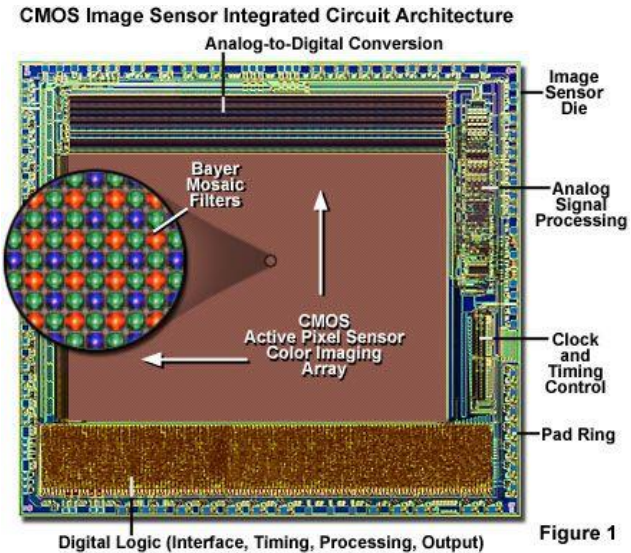 CMOS Image Sensor Integrated Circuit Architecture
Analog-to-Digital Conversion
Image
Sensor
Die
Bayer
Mosaic
Filters
Analog
Signal
Processing
CMOS
Active Pixel Sensor
Color Imaging
Array
Clock
and
Timing
Control
Pad Ring
Digital Logic (Interface, Timing, Processing, Output)
Figure 1